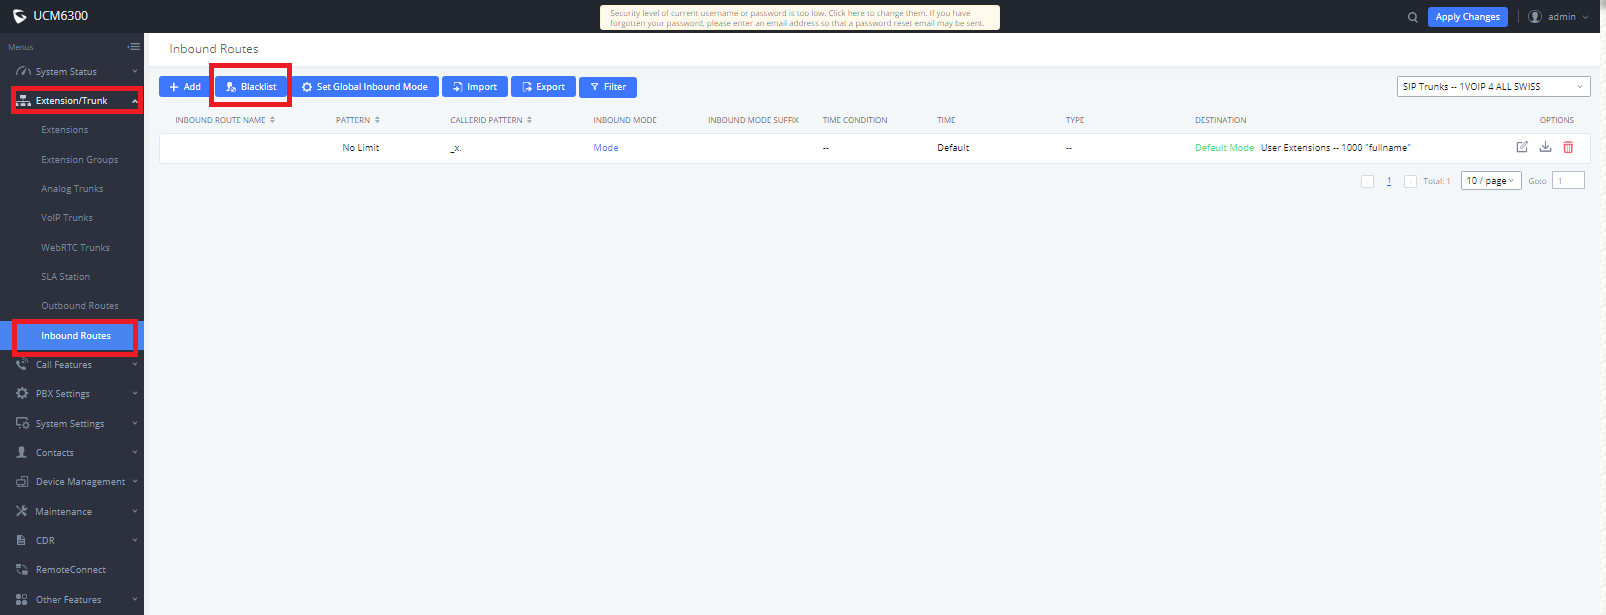 UCM6300
Security level of current username or password is too low. Click here to change them. If you have
forgotten your password, please enter an email address so that a password reset email may be sent.
Apply Changes
admin
Menus
Inbound Routes
System Status
Extension/Trunk
Extensions
Extension Groups
Analog Trunks
VoIP Trunks
WebRTC Trunks
SLA Station
Outbound Routes
Inbound Routes
Call Features
PBX Settings
System Settings
Contacts
Device Management
Maintenance
CDR
RemoteConnect
Other Features
+ Add Blacklist Set Global Inbound Mode Import Export Filter
SIP Trunks -- 1VOIP 4 ALL SWISS
INBOUND ROUTE NAME PATTERN CALLERID PATTERN INBOUND MODE INBOUND MODE SUFFIX TIME CONDITION TIME TYPE DESTINATION OPTIONS
No Limit _x. Mode -- Default -- Default Mode User Extensions -- 1000 "fullname"
1 Total: 1 10 / page Goto 1